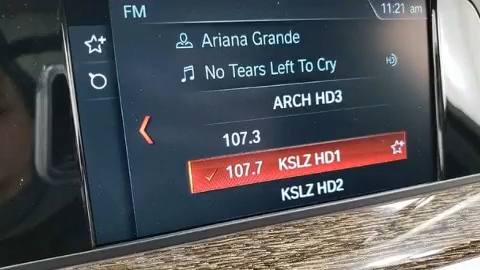 FM
11:21 am
Ariana Grande
No Tears Left To Cry
ARCH HD3
107.3
107.7 KSLZ HD1
KSLZ HD2